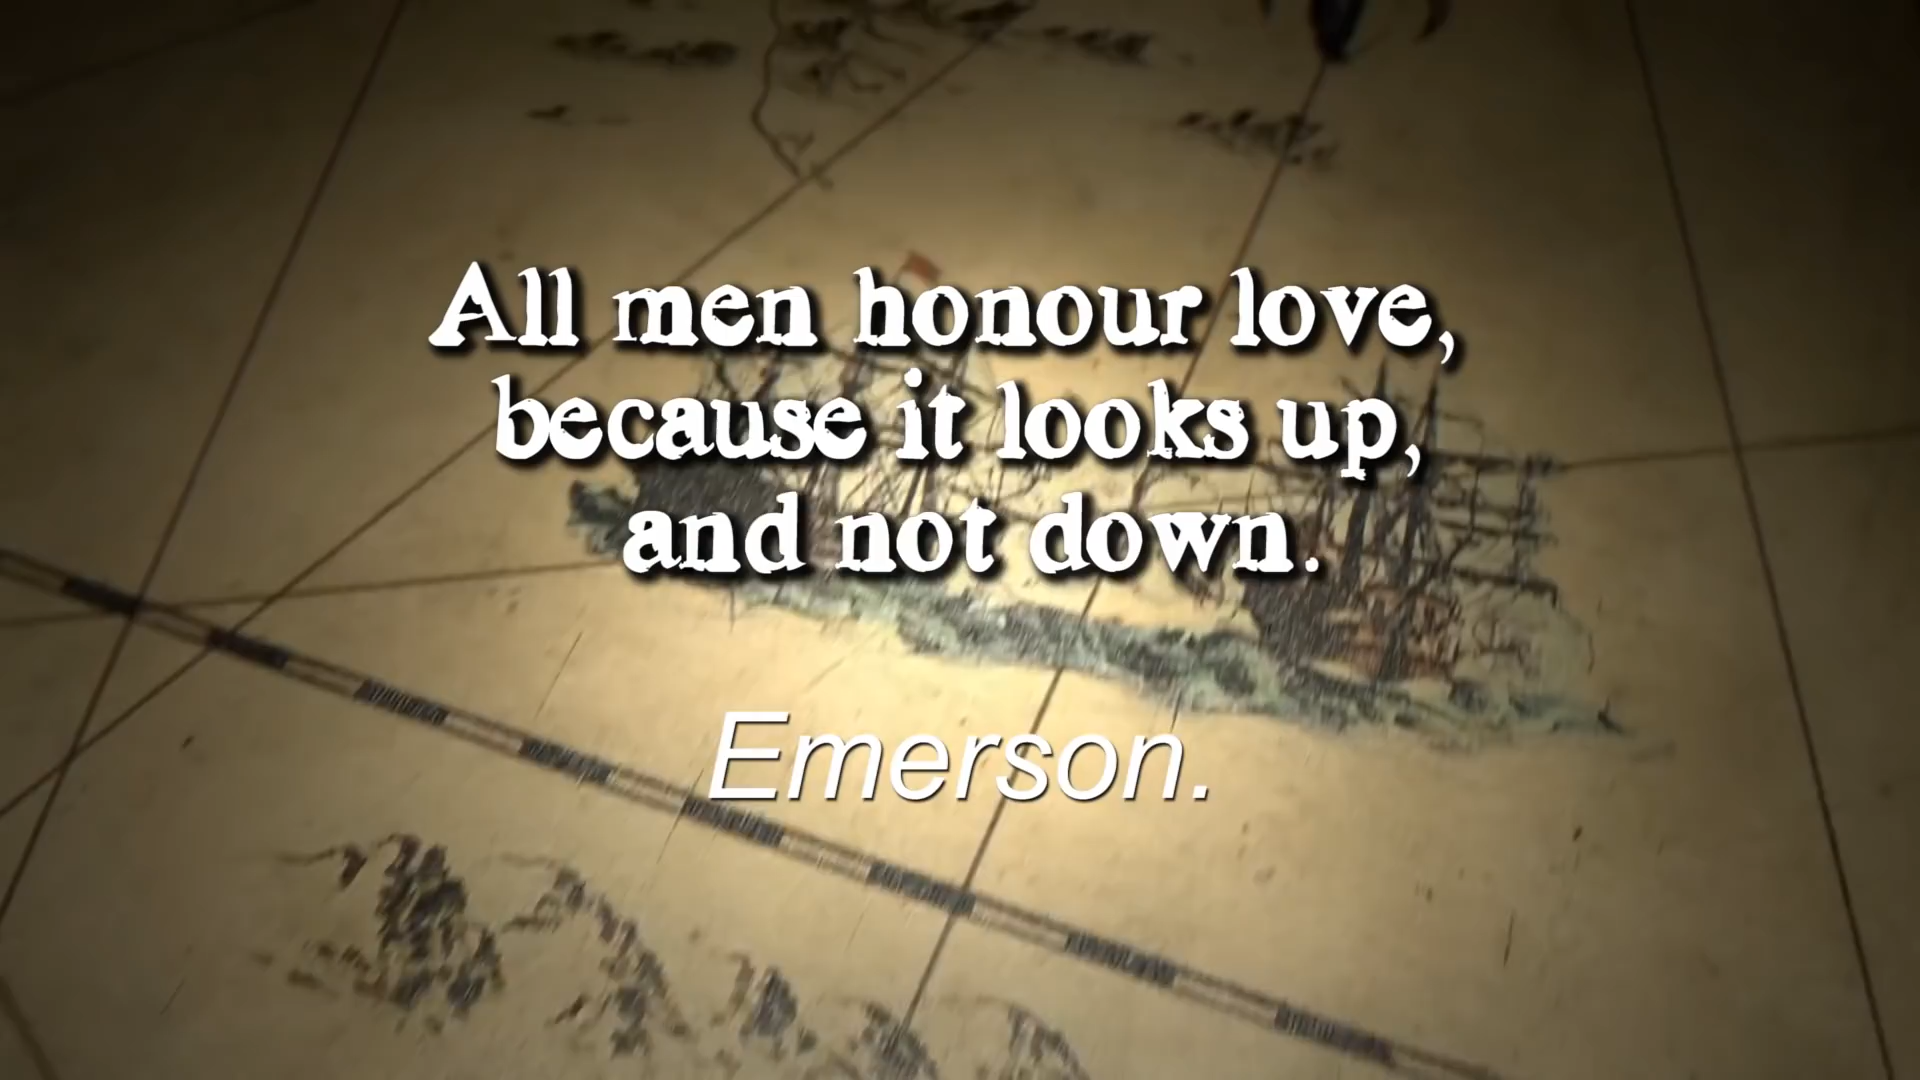 All men honour love,
because it looks up,
and not down.
Emerson.